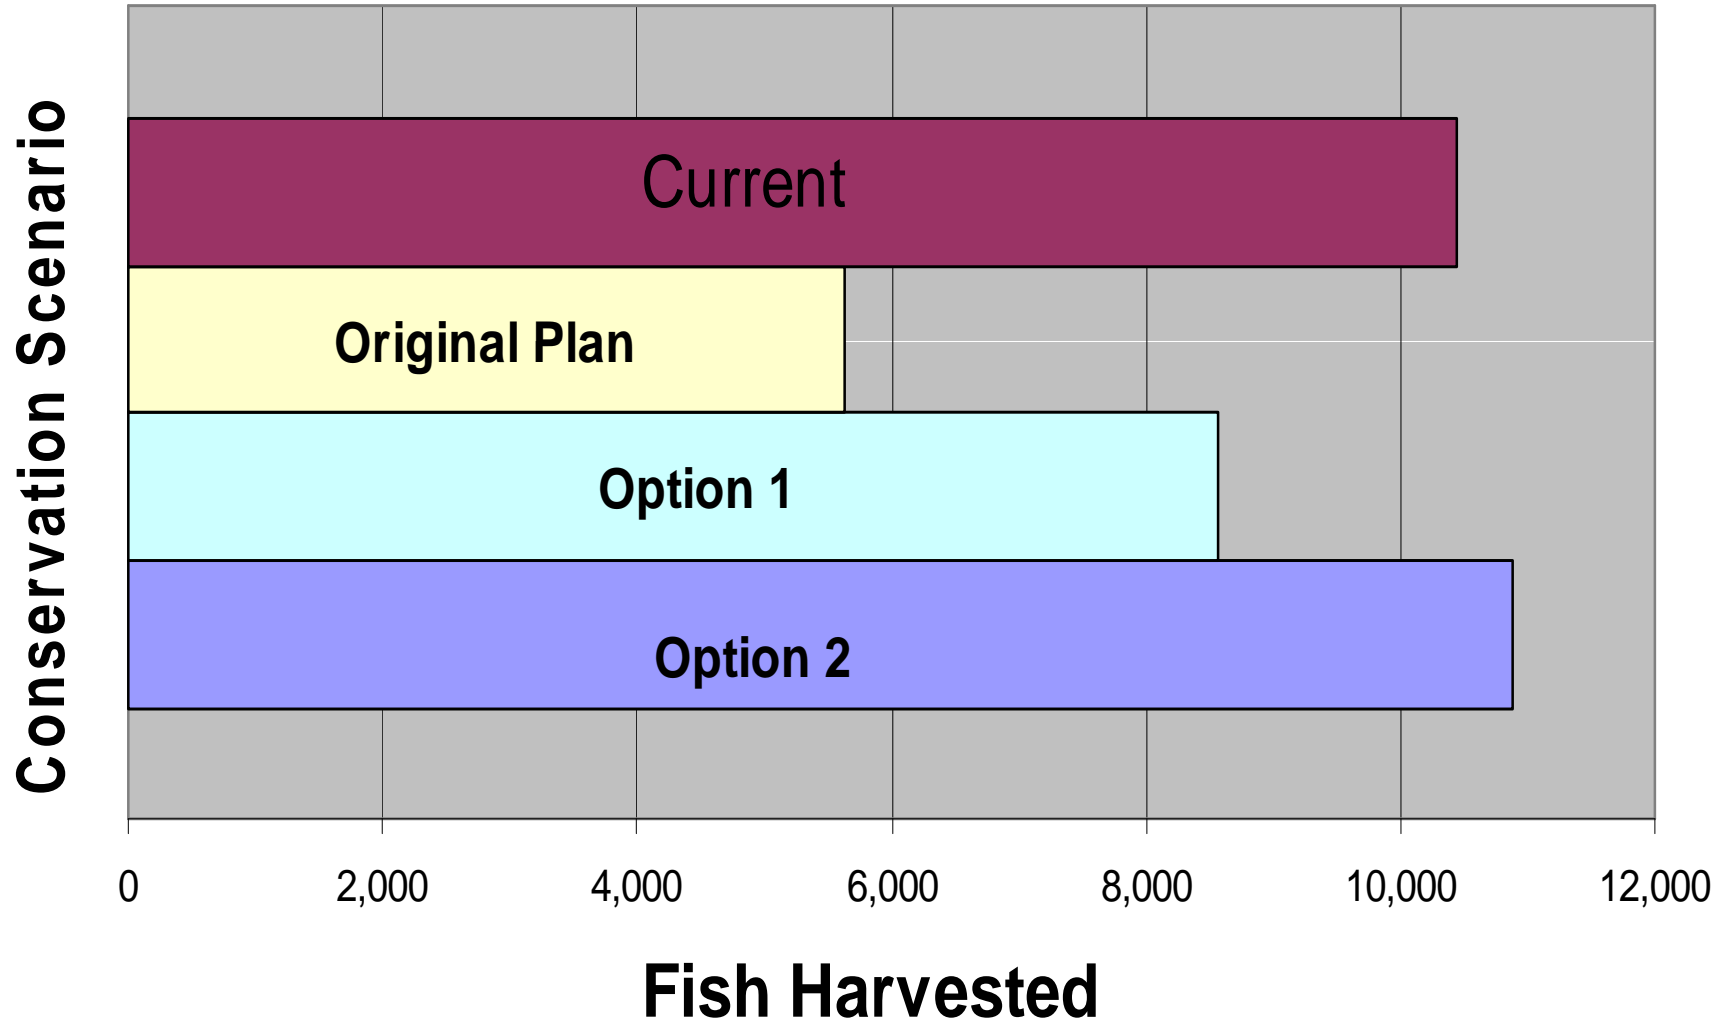 Conservation Scenario
Current
Original Plan
Option 1
Option 2
0 2,000 4,000 6,000 8,000 10,000 12,000
Fish Harvested